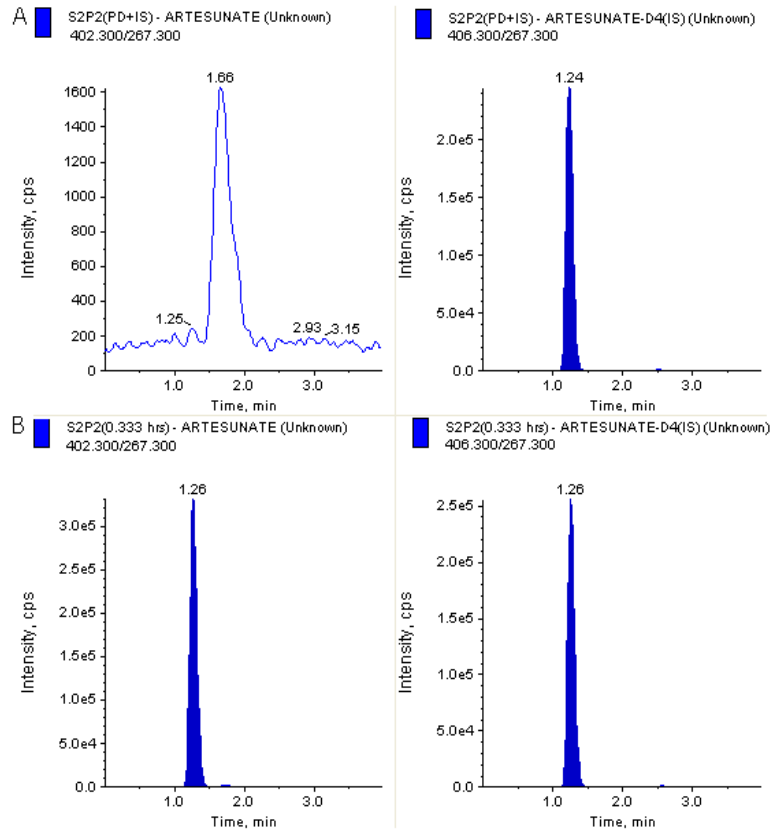 A
S2P2(PD+IS) - ARTESUNATE (Unknown)
402.300/267.300
1.66
1600
1400
1200
1000
800
600
400
200
0
1.25
2.93
3.15
1.0
2.0
3.0
Time, min
Intensity, cps
S2P2(PD+IS) - ARTESUNATE-D4(IS) (Unknown)
406.300/267.300
1.24
2.0e5
1.5e5
1.0e5
5.0e4
0.0
1.0
2.0
3.0
Time, min
Intensity, cps
B
S2P2(0.333 hrs) - ARTESUNATE (Unknown)
402.300/267.300
1.26
3.0e5
2.5e5
2.0e5
1.5e5
1.0e5
5.0e4
0.0
1.0
2.0
3.0
Time, min
Intensity, cps
S2P2(0.333 hrs) - ARTESUNATE-D4(IS) (Unknown)
406.300/267.300
1.26
2.5e5
2.0e5
1.5e5
1.0e5
5.0e4
0.0
1.0
2.0
3.0
Time, min
Intensity, cps